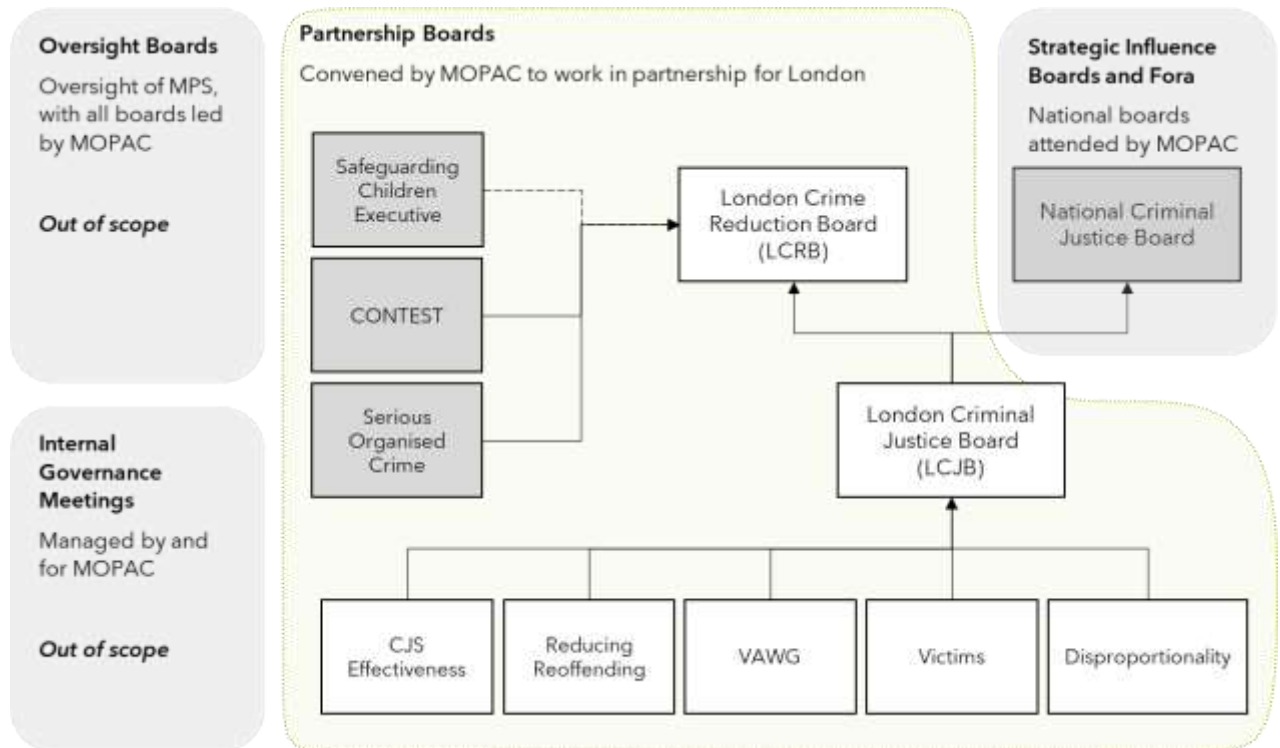 Oversight Boards
Oversight of MPS,
with all boards led
by MOPAC
Out of scope
Partnership Boards
Convened by MOPAC to work in partnership for London
Strategic Influence
Boards and Fora
National boards
attended by MOPAC
Safeguarding
Children
Executive
London Crime
Reduction Board
(LCRB)
National Criminal
Justice Board
CONTEST
Serious
Organised
Crime
London Criminal
Justice Board
(LCJB)
Internal
Governance
Meetings
Managed by and
for MOPAC
Out of scope
CJS
Effectiveness
Reducing
Reoffending
VAWG
Victims
Disproportionality